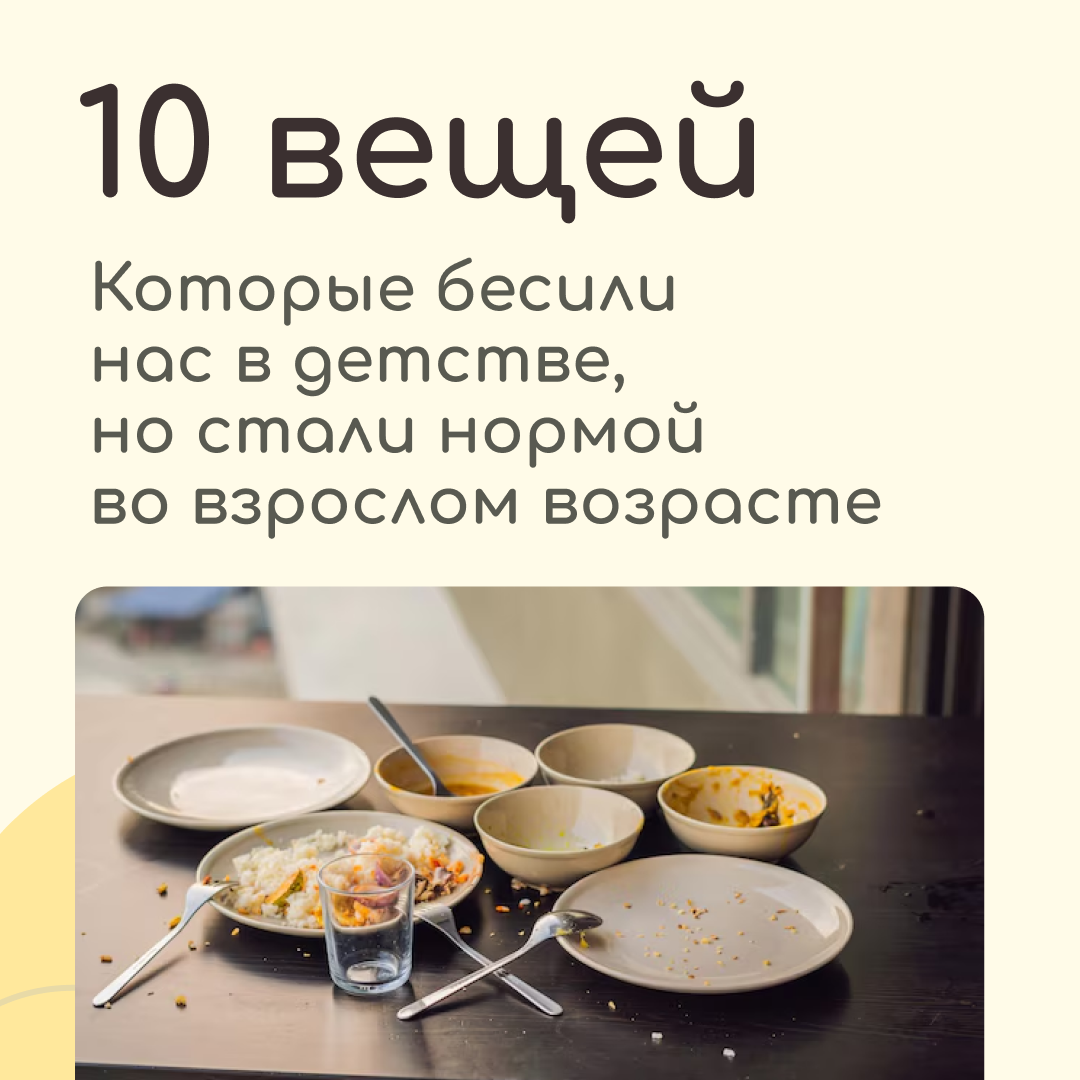 10 вещей
Которые бесили
нас в детстве,
но стали нормой
во взрослом возрасте